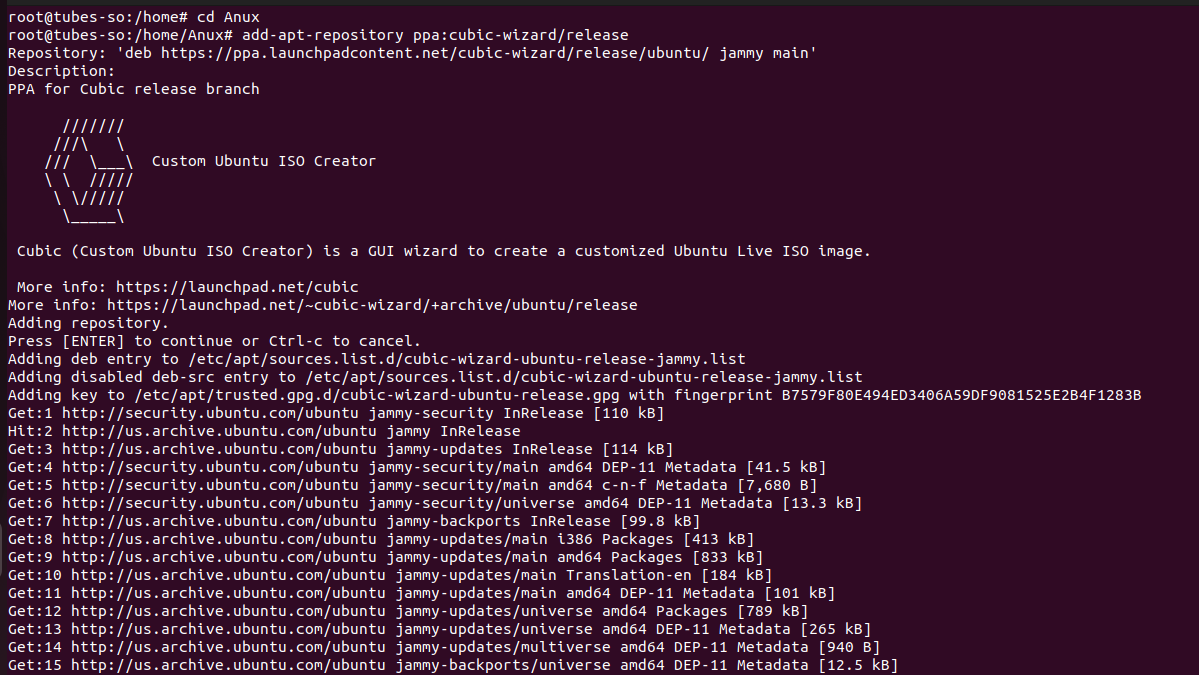 root@tubes-so:/home# cd Anux
root@tubes-so:/home/Anux# add-apt-repository ppa:cubic-wizard/release
Repository: 'deb https://ppa.launchpadcontent.net/cubic-wizard/release/ubuntu/ jammy main'
Description:
PPA for Cubic release branch
      ///////
     ///\   \
    ///  \___\  Custom Ubuntu ISO Creator
    \ \  /////
     \ \/////
      \_____\
 Cubic (Custom Ubuntu ISO Creator) is a GUI wizard to create a customized Ubuntu Live ISO image.
 More info: https://launchpad.net/cubic
More info: https://launchpad.net/~cubic-wizard/+archive/ubuntu/release
Adding repository.
Press [ENTER] to continue or Ctrl-c to cancel.
Adding deb entry to /etc/apt/sources.list.d/cubic-wizard-ubuntu-release-jammy.list
Adding disabled deb-src entry to /etc/apt/sources.list.d/cubic-wizard-ubuntu-release-jammy.list
Adding key to /etc/apt/trusted.gpg.d/cubic-wizard-ubuntu-release.gpg with fingerprint B7579F80E494ED3406A59DF9081525E2B4F1283B
Get:1 http://security.ubuntu.com/ubuntu jammy-security InRelease [110 kB]
Hit:2 http://us.archive.ubuntu.com/ubuntu jammy InRelease
Get:3 http://us.archive.ubuntu.com/ubuntu jammy-updates InRelease [114 kB]
Get:4 http://security.ubuntu.com/ubuntu jammy-security/main amd64 DEP-11 Metadata [41.5 kB]
Get:5 http://security.ubuntu.com/ubuntu jammy-security/main amd64 c-n-f Metadata [7,680 B]
Get:6 http://security.ubuntu.com/ubuntu jammy-security/universe amd64 DEP-11 Metadata [13.3 kB]
Get:7 http://us.archive.ubuntu.com/ubuntu jammy-backports InRelease [99.8 kB]
Get:8 http://us.archive.ubuntu.com/ubuntu jammy-updates/main i386 Packages [413 kB]
Get:9 http://us.archive.ubuntu.com/ubuntu jammy-updates/main amd64 Packages [833 kB]
Get:10 http://us.archive.ubuntu.com/ubuntu jammy-updates/main Translation-en [184 kB]
Get:11 http://us.archive.ubuntu.com/ubuntu jammy-updates/main amd64 DEP-11 Metadata [101 kB]
Get:12 http://us.archive.ubuntu.com/ubuntu jammy-updates/universe amd64 Packages [789 kB]
Get:13 http://us.archive.ubuntu.com/ubuntu jammy-updates/universe amd64 DEP-11 Metadata [265 kB]
Get:14 http://us.archive.ubuntu.com/ubuntu jammy-updates/multiverse amd64 DEP-11 Metadata [940 B]
Get:15 http://us.archive.ubuntu.com/ubuntu jammy-backports/universe amd64 DEP-11 Metadata [12.5 kB]